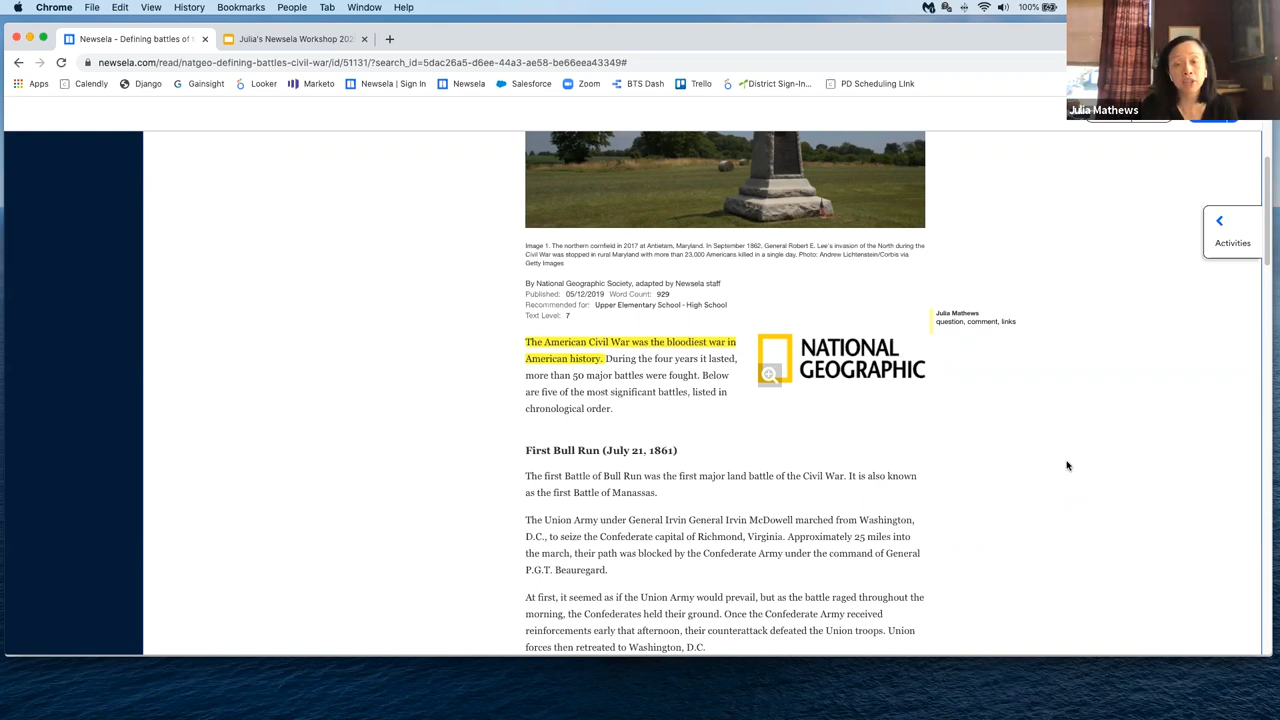 Chrome File Edit View History Bookmarks People Tab Window Help 100%
Newsela - Defining battles of Julia's Newsela Workshop 202
newsela.com/read/natgeo-defining-battles-civil-war/id/51131/?search_id=5dac26a5-d6ee-44a3-ae58-be66eea43349#
Apps Calendly Django Gainsight Looker Marketo Newsela | Sign In Newsela Salesforce Zoom BTS Dash Trello District Sign-In... PD Scheduling LInk
Julia Mathews
Activities
Image 1. The northern cornfield in 2017 at Antietam, Maryland. In September 1862, General Robert E. Lee's invasion of the North during the
Civil War was stopped in rural Maryland with more than 23,000 Americans killed in a single day. Photo: Andrew Lichtenstein/Corbis via
Getty Images
By National Geographic Society, adapted by Newsela staff
Published: 05/12/2019 Word Count: 929
Recommended for: Upper Elementary School - High School
Text Level: 7
Julia Mathews
question, comment, links
The American Civil War was the bloodiest war in
American history. During the four years it lasted,
more than 50 major battles were fought. Below
are five of the most significant battles, listed in
chronological order.
NATIONAL
GEOGRAPHIC
First Bull Run (July 21, 1861)
The first Battle of Bull Run was the first major land battle of the Civil War. It is also known
as the first Battle of Manassas.
The Union Army under General Irvin General Irvin McDowell marched from Washington,
D.C., to seize the Confederate capital of Richmond, Virginia. Approximately 25 miles into
the march, their path was blocked by the Confederate Army under the command of General
P.G.T. Beauregard.
At first, it seemed as if the Union Army would prevail, but as the battle raged throughout the
morning, the Confederates held their ground. Once the Confederate Army received
reinforcements early that afternoon, their counterattack defeated the Union troops. Union
forces then retreated to Washington, D.C.